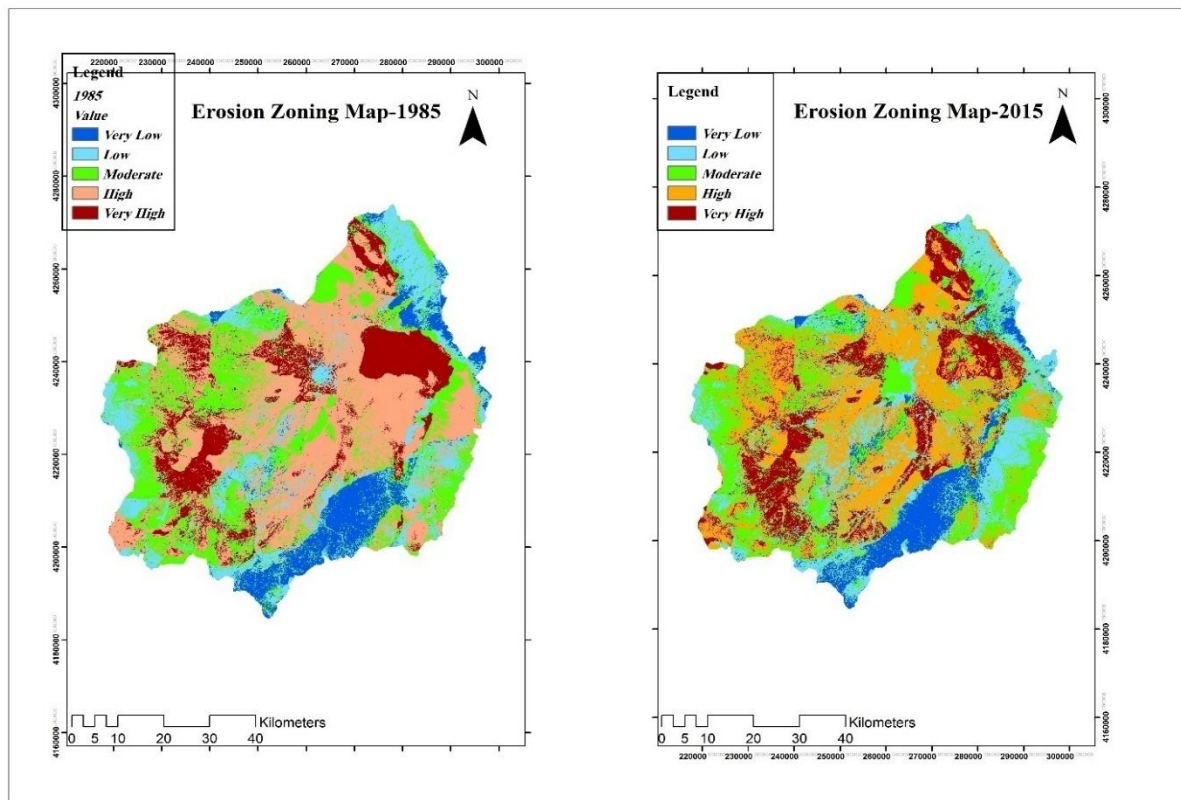 Legend
1985
Value
Very Low
Low
Moderate
High
Very High
220000 230000 240000 250000 260000 270000 280000 290000 300000
Erosion Zoning Map-1985
N
4300000
4280000
4260000
4240000
4220000
4200000
4180000
4160000
Kilometers
0 5 10 20 30 40
Legend
Very Low
Low
Moderate
High
Very High
Erosion Zoning Map-2015
N
4300000
4280000
4260000
4240000
4220000
4200000
4180000
4160000
Kilometers
0 5 10 20 30 40
220000 230000 240000 250000 260000 270000 280000 290000 300000